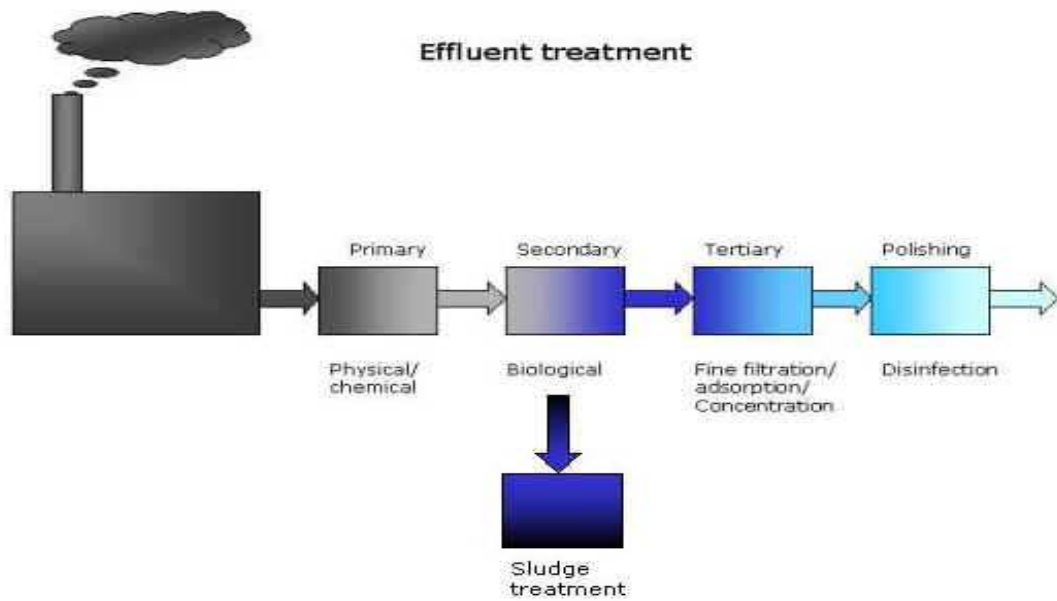 Effluent treatment
Primary
Secondary
Tertiary
Polishing
Physical/
chemical
Biological
Fine filtration/
adsorption/
Concentration
Disinfection
Sludge
treatment